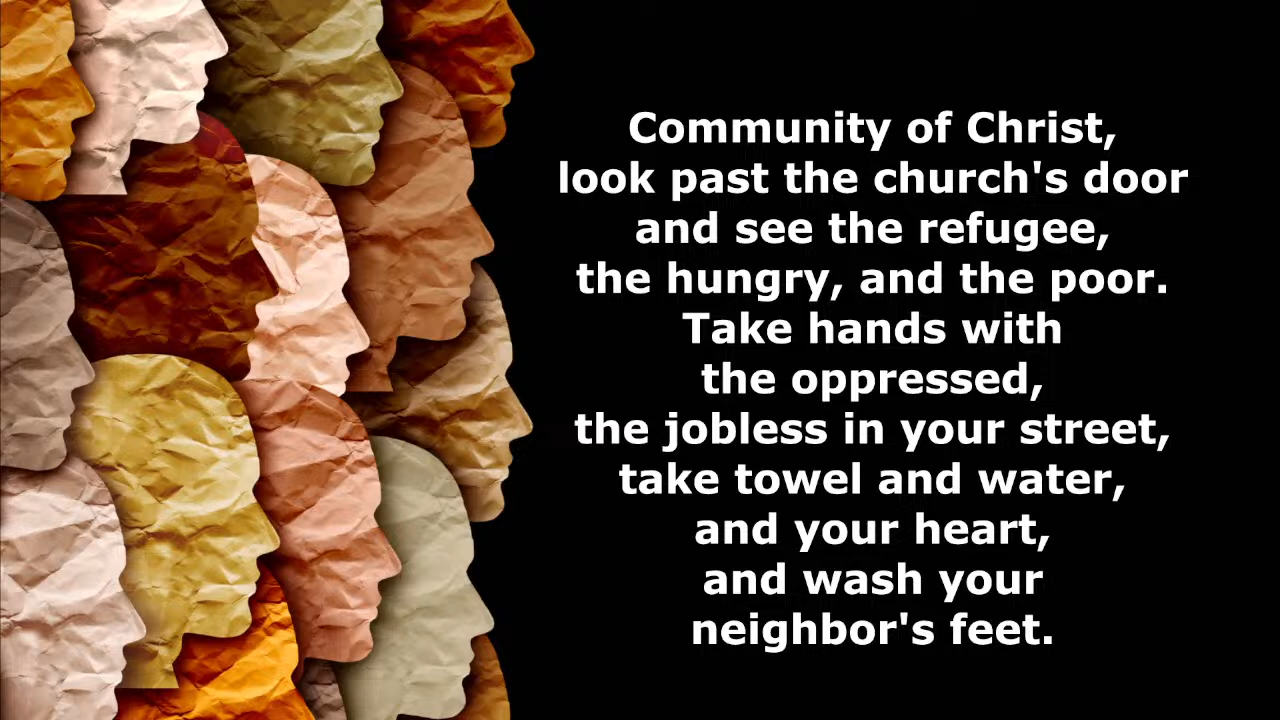 Community of Christ,
look past the church's door
and see the refugee,
the hungry, and the poor.
Take hands with
the oppressed,
the jobless in your street,
take towel and water,
and your heart,
and wash your
neighbor's feet.